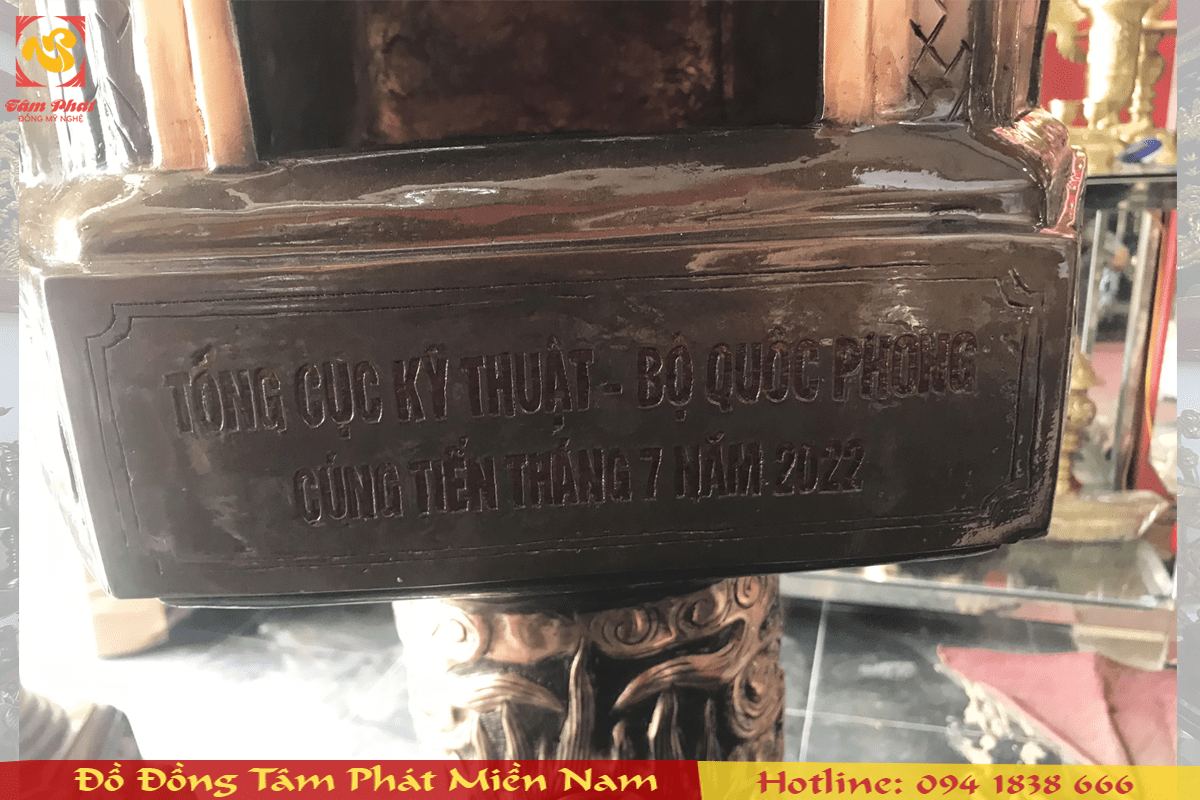 Tâm Phát
ĐỒNG MỸ NGHỆ
TỔNG CỤC KỸ THUẬT - BỘ QUỐC PHÒNG
CÚNG TIẾN THÁNG 7 NĂM 2022
Đồ Đồng Tâm Phát Miền Nam
Hotline: 094 1838 666